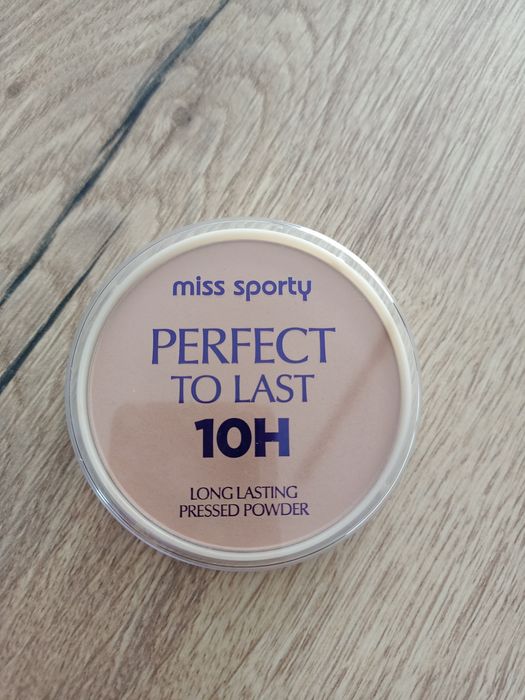 miss sporty
PERFECT
TO LAST
10H
LONG LASTING
PRESSED POWDER